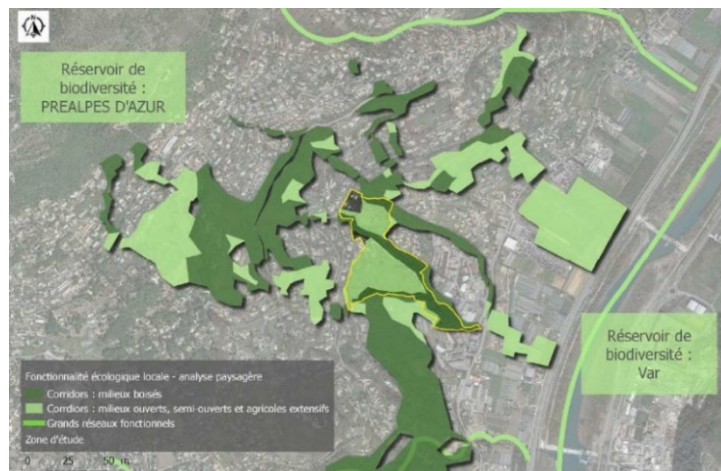 N
Réservoir de
biodiversité :
PREALPES D'AZUR
Réservoir de
biodiversité :
Var
Fonctionnalité écologique locale - analyse paysagère
Corridors : milieux boisés
Corridors : milieux ouverts, semi-ouverts et agricoles extensifs
Grands réseaux fonctionnels
Zone d'étude
0 25 50 m